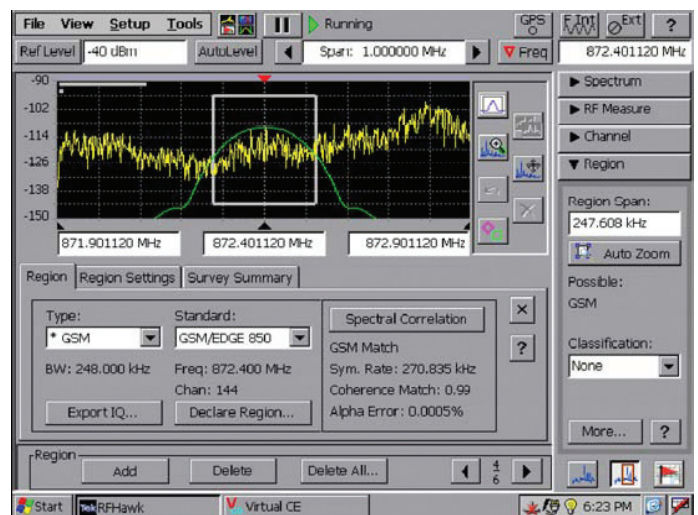 File View Setup Tools Running GPS F Int Ext ?
Ref Level -40 dBm AutoLevel Span: 1.000000 MHz Freq 872.401120 MHz
-90
-102
-114
-126
-138
-150
871.901120 MHz 872.401120 MHz 872.901120 MHz
Spectrum
RF Measure
Channel
Region
Region Span:
247.608 kHz
Auto Zoom
Possible:
GSM
Classification:
None
More... ?
Region Region Settings Survey Summary
Type: Standard:
* GSM GSM/EDGE 850
BW: 248.000 kHz Freq: 872.400 MHz
Chan: 144
Export IQ... Declare Region...
Spectral Correlation
GSM Match
Sym. Rate: 270.835 kHz
Coherence Match: 0.99
Alpha Error: 0.0005%
×
?
Region
Add Delete Delete All... 4 6
Start Tek RFHawk Virtual CE 6:23 PM